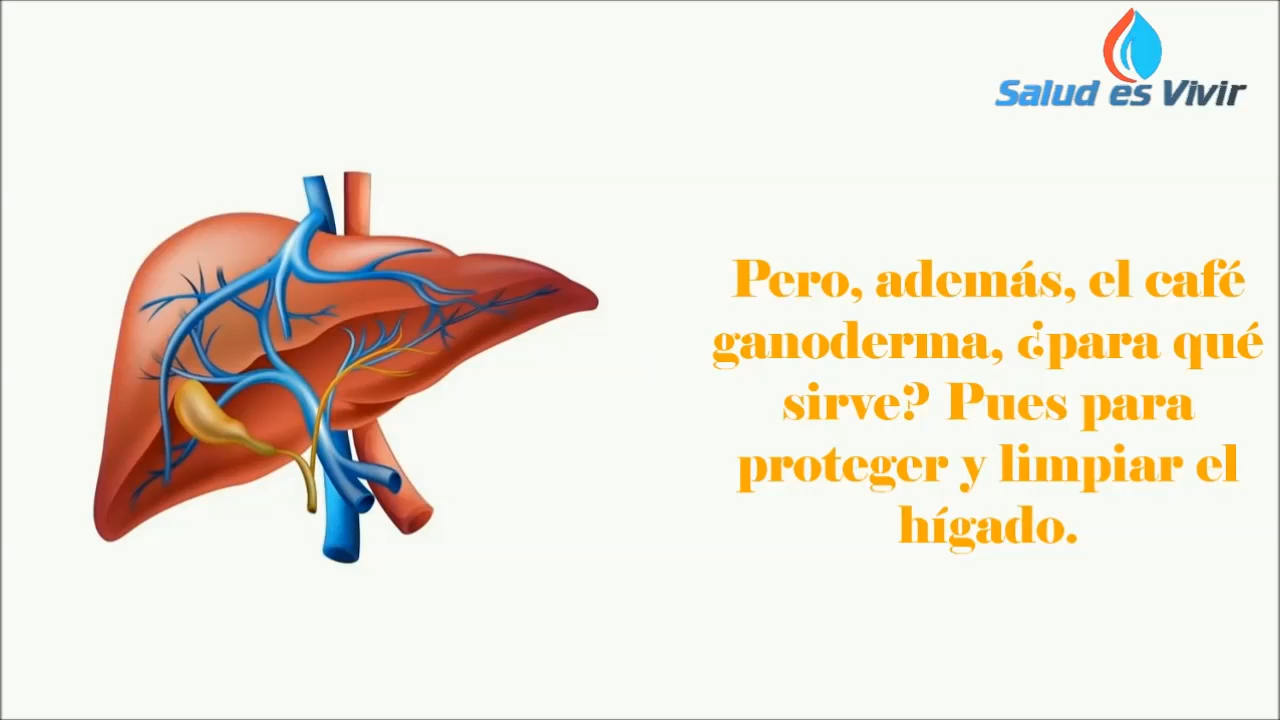 Salud es Vivir
Pero, además, el café
ganoderma, ¿para qué
sirve? Pues para
proteger y limpiar el
hígado.